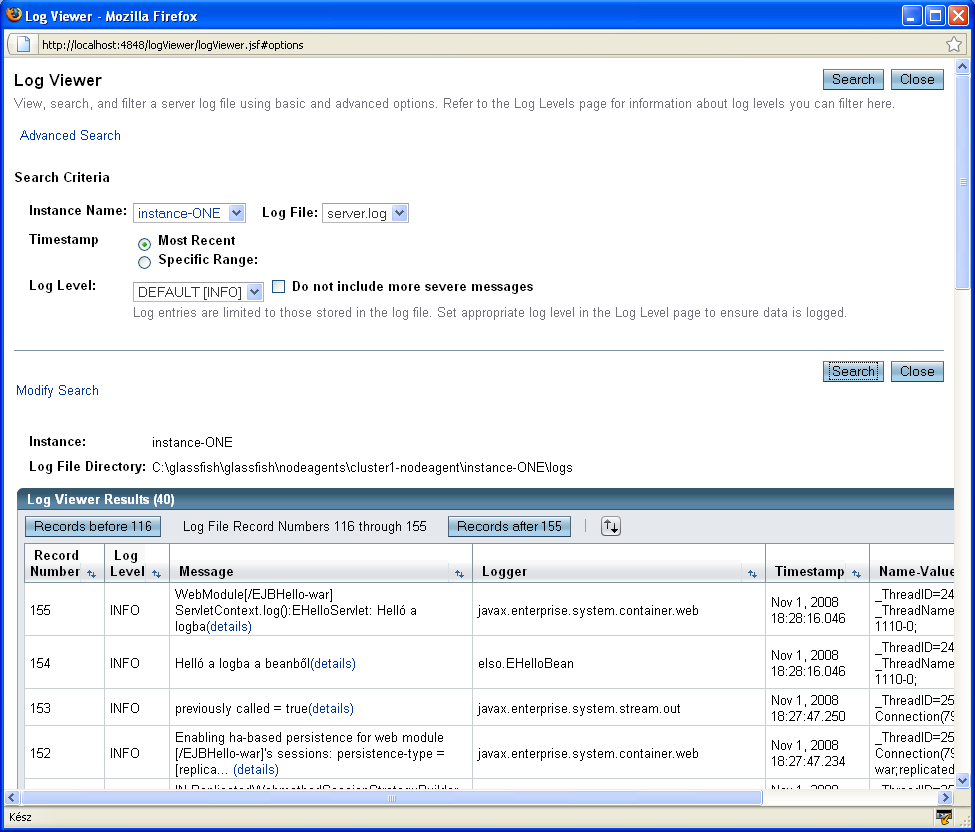 Log Viewer - Mozilla Firefox
http://localhost:4848/logViewer/logViewer.jsf#options
Log Viewer
Search Close
View, search, and filter a server log file using basic and advanced options. Refer to the Log Levels page for information about log levels you can filter here.
Advanced Search
Search Criteria
Instance Name: instance-ONE Log File: server.log
Timestamp Most Recent
Specific Range:
Log Level: DEFAULT [INFO] Do not include more severe messages
Log entries are limited to those stored in the log file. Set appropriate log level in the Log Level page to ensure data is logged.
Search Close
Modify Search
Instance: instance-ONE
Log File Directory: C:\glassfish\glassfish\nodeagents\cluster1-nodeagent\instance-ONE\logs
Log Viewer Results (40)
Records before 116 Log File Record Numbers 116 through 155 Records after 155
Record Number Log Level Message Logger Timestamp Name-Value
155 INFO WebModule[/EJBHello-war]
ServletContext.log():EHelloServlet: Helló a
logba(details)
javax.enterprise.system.container.web
Nov 1, 2008
18:28:16.046
_ThreadID=24
_ThreadName
1110-0;
154 INFO Helló a logba a beanből(details) elso.EHelloBean
Nov 1, 2008
18:28:16.046
_ThreadID=24
_ThreadName
1110-0;
153 INFO previously called = true(details) javax.enterprise.system.stream.out
Nov 1, 2008
18:27:47.250
_ThreadID=25
Connection(79
152 INFO Enabling ha-based persistence for web module
[/EJBHello-war]'s sessions: persistence-type =
[replica... (details)
javax.enterprise.system.container.web
Nov 1, 2008
18:27:47.234
_ThreadID=25
Connection(79
war;replicated
Kész